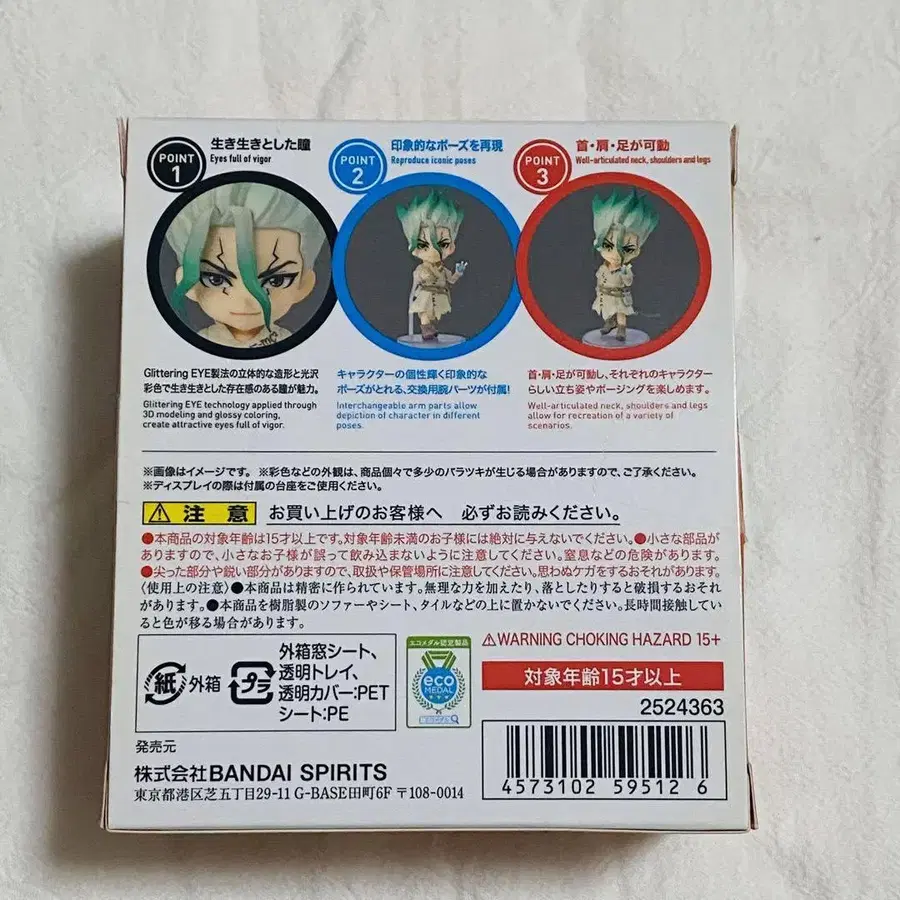 POINT 1
生き生きとした瞳
Eyes full of vigor
POINT 2
印象的なポーズを再現
Reproduce iconic poses
POINT 3
首・肩・足が可動
Well-articulated neck, shoulders and legs
Glittering EYE製法の立体的な造形と光沢
彩色で生き生きとした存在感のある瞳が魅力。
Glittering EYE technology applied through
3D modeling and glossy coloring,
create attractive eyes full of vigor.
キャラクターの個性輝く印象的な
ポーズがとれる、交換用腕パーツが付属!
Interchangeable arm parts allow
depiction of character in different
poses.
首・肩・足が可動し、それぞれのキャラクター
らしい立ち姿やポージングを楽しめます。
Well-articulated neck, shoulders and legs
allow for recreation of a variety of
scenarios.
※画像はイメージです。 ※彩色などの外観は、商品個々で多少のバラツキが生じる場合がありますので、ご了承ください。
※ディスプレイの際は付属の台座をご使用ください。
注意 お買い上げのお客様へ 必ずお読みください。
●本商品の対象年齢は15才以上です。対象年齢未満のお子様には絶対に与えないでください。●小さな部品が
ありますので、小さなお子様が誤って飲み込まないように注意してください。窒息などの危険があります。
●尖った部分や鋭い部分がありますので、取扱や保管場所に注意してください。思わぬケガをするおそれがあります。
〈使用上の注意〉●本商品は精密に作られています。無理な力を加えたり、落としたりすると破損するおそれ
があります。●本商品を樹脂製のソファーやシート、タイルなどの上に置かないでください。長時間接触してい
ると色が移る場合があります。
紙 外箱
プラ
外箱窓シート、
透明トレイ、
透明カバー:PET
シート:PE
エコメダル認定製品
eco
MEDAL
⚠WARNING CHOKING HAZARD 15+
対象年齢15才以上
2524363
4573102 59512 6
発売元
株式会社BANDAI SPIRITS
東京都港区芝五丁目29-11 G-BASE田町6F 〒108-0014